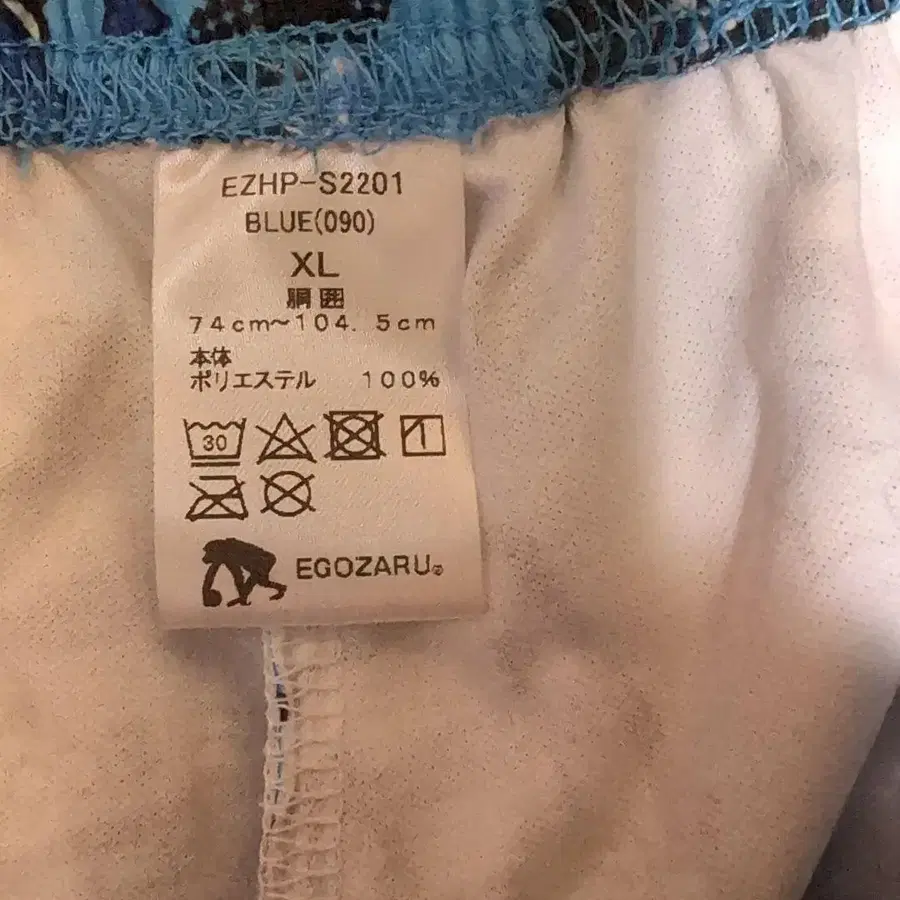 EZHP-S2201
BLUE(090)
XL
胴囲
74cm〜104.5cm
本体
ポリエステル 100%
30
EGOZARU